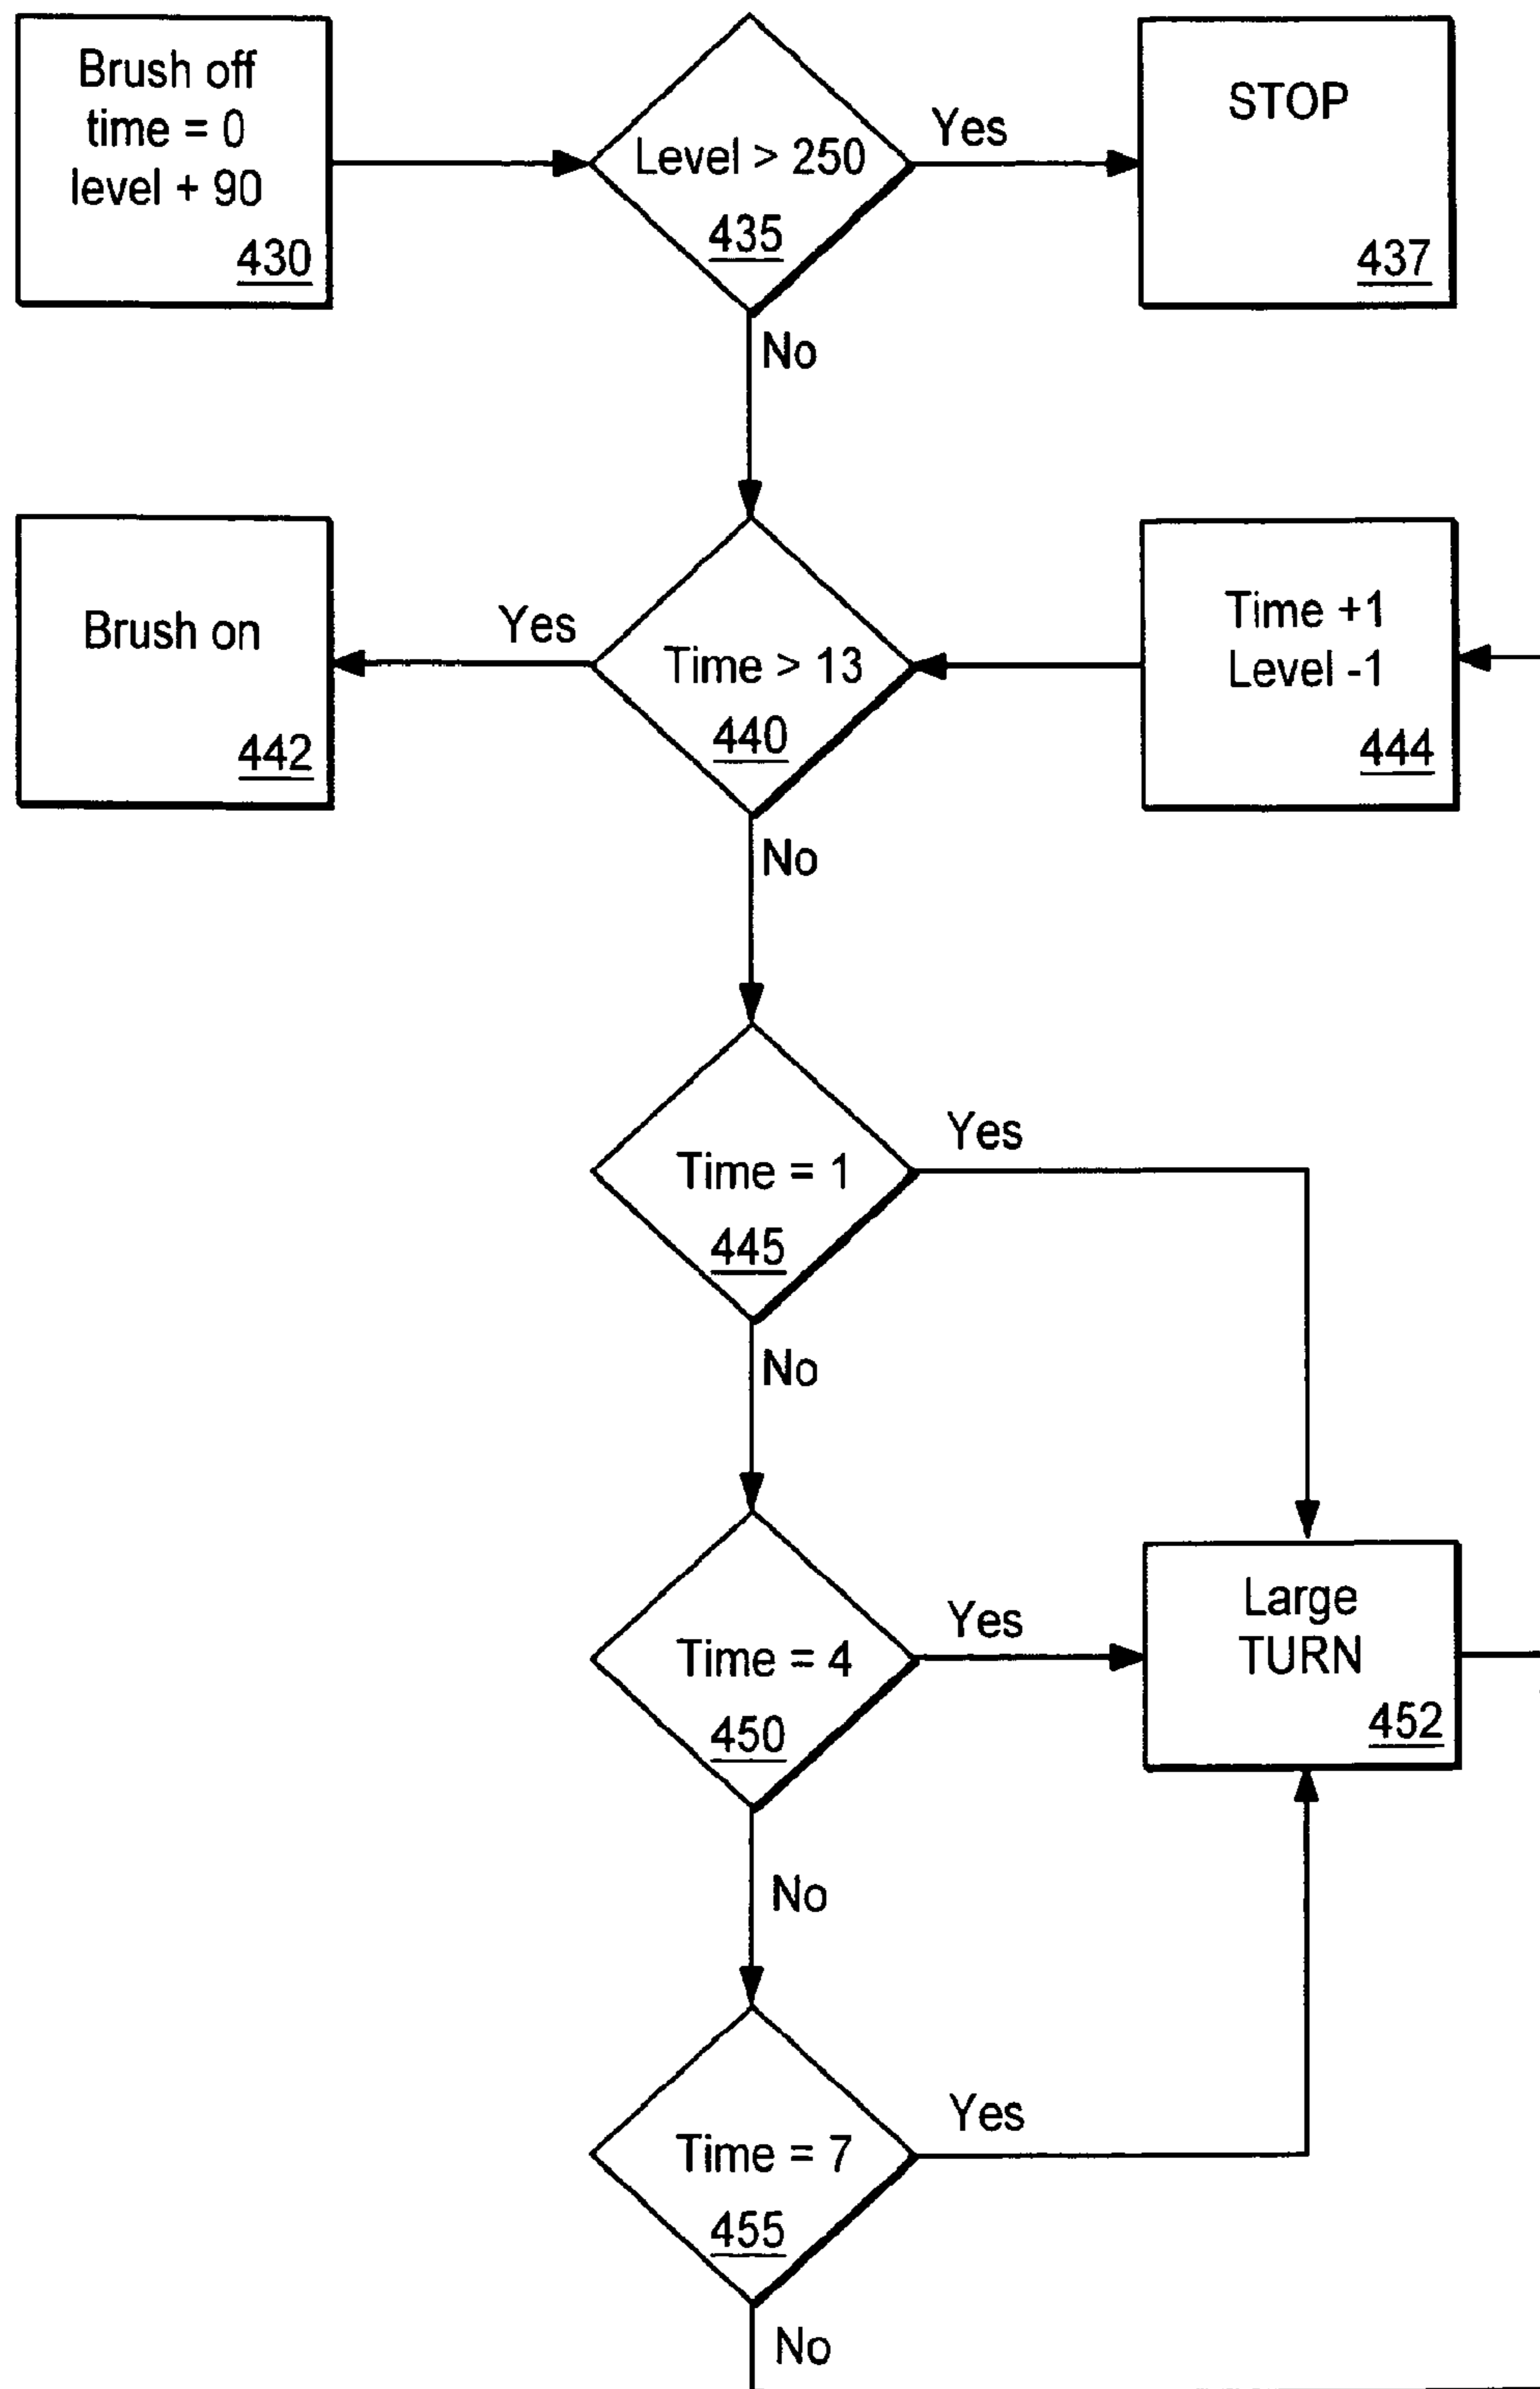 Brush off
time = 0
level + 90
430
Level > 250
435
Yes
STOP
437
No
Brush on
442
Yes
Time > 13
440
Time +1
Level -1
444
No
Time = 1
445
Yes
No
Time = 4
450
Yes
Large
TURN
452
No
Time = 7
455
Yes
No